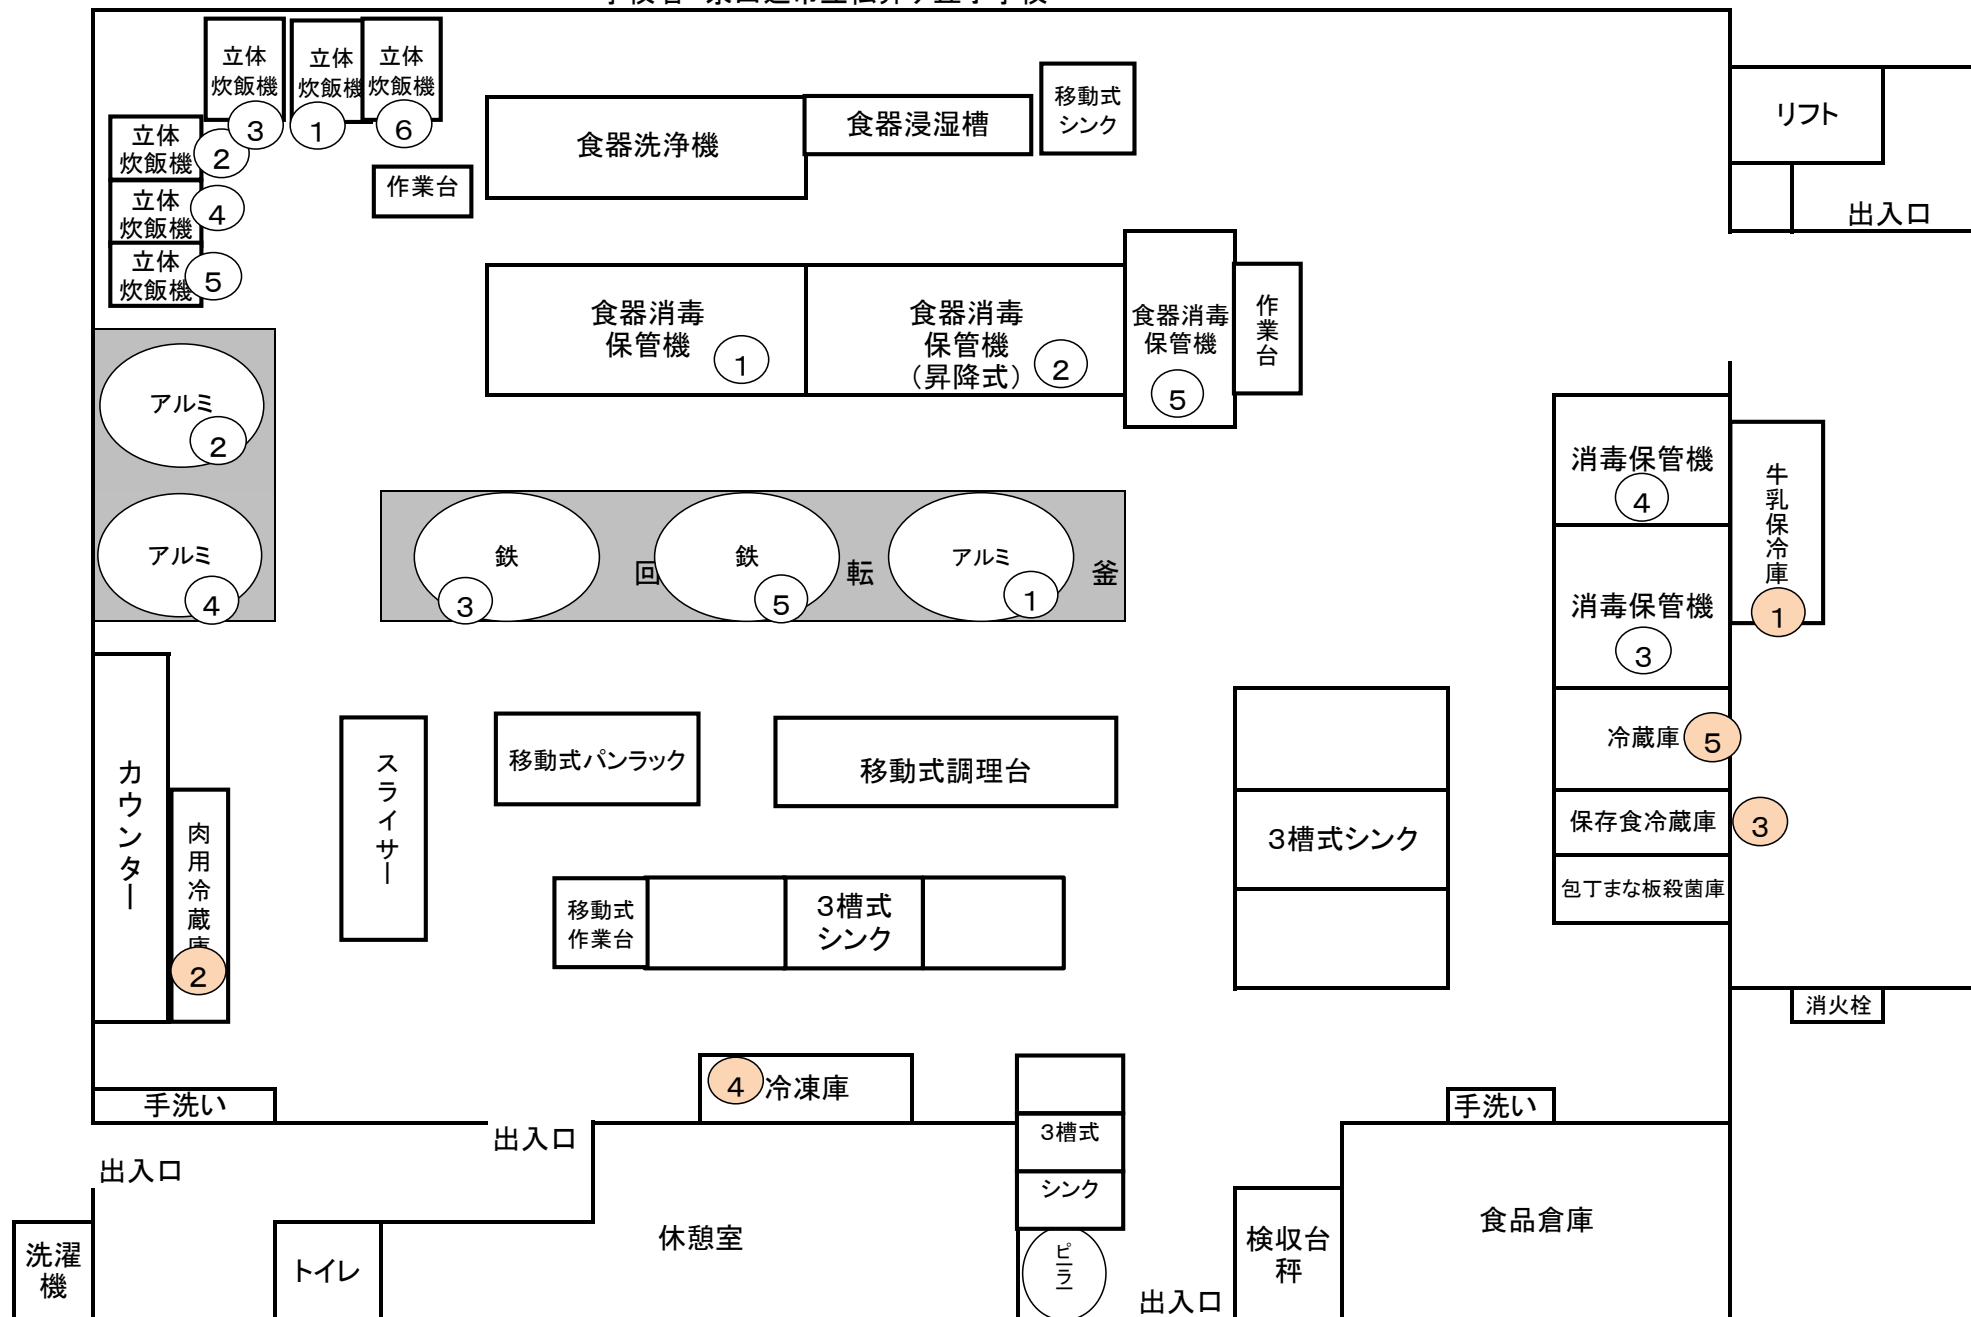 立体
炊飯機
3
立体
炊飯機
1
立体
炊飯機
6
立体
炊飯機
2
立体
炊飯機
4
立体
炊飯機
5
作業台
食器洗浄機
食器浸湿槽
移動式
シンク
リフト
出入口
食器消毒
保管機
1
食器消毒
保管機
（昇降式）
2
食器消毒
保管機
5
作業台
アルミ
2
アルミ
4
鉄
3
回
鉄
5
転
アルミ
1
釜
消毒保管機
4
消毒保管機
3
牛乳保冷庫
1
冷蔵庫
5
保存食冷蔵庫
3
包丁まな板殺菌庫
カウンター
肉用冷蔵庫
2
スライサー
移動式パンラック
移動式調理台
3槽式シンク
移動式
作業台
3槽式
シンク
消火栓
手洗い
4
冷凍庫
3槽式
シンク
ピーラー
手洗い
出入口
出入口
洗濯
機
トイレ
休憩室
出入口
検収台
秤
食品倉庫